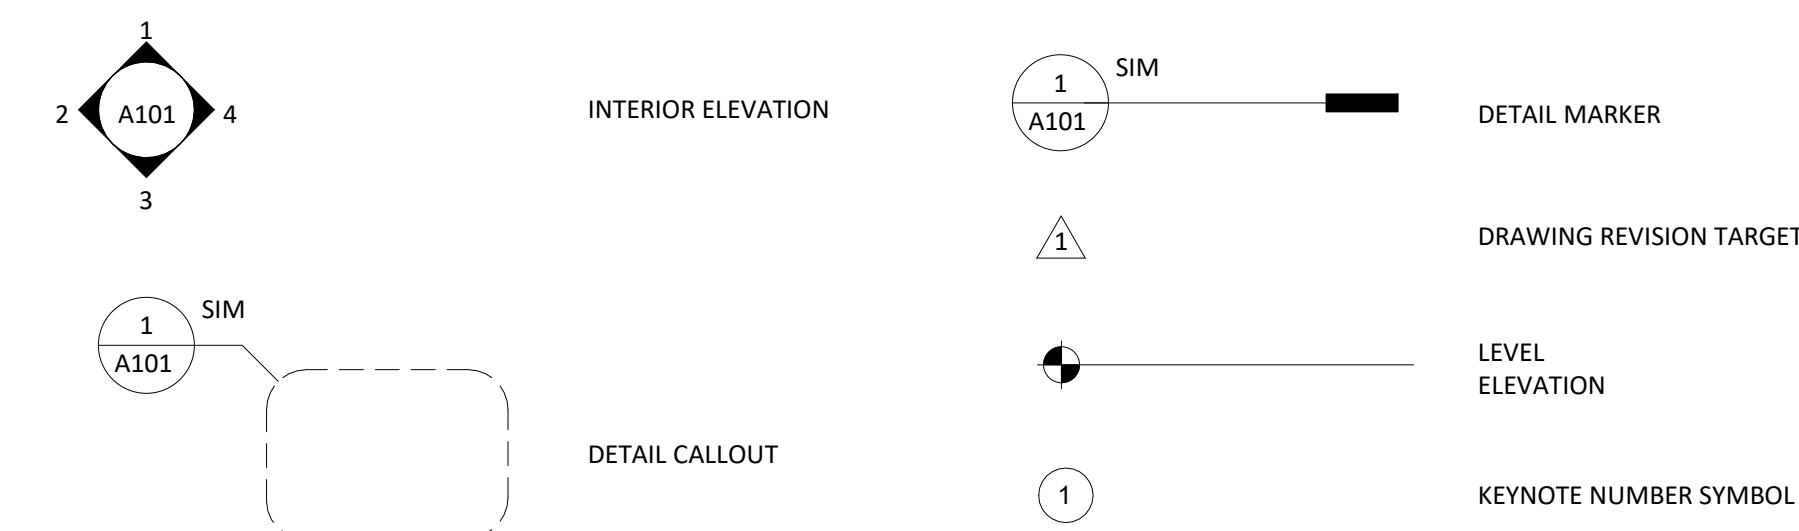 1
2
A101
4
3
INTERIOR ELEVATION
1
SIM
A101
DETAIL CALLOUT
1
SIM
A101
DETAIL MARKER
1
DRAWING REVISION TARGET
LEVEL
ELEVATION
1
KEYNOTE NUMBER SYMBOL